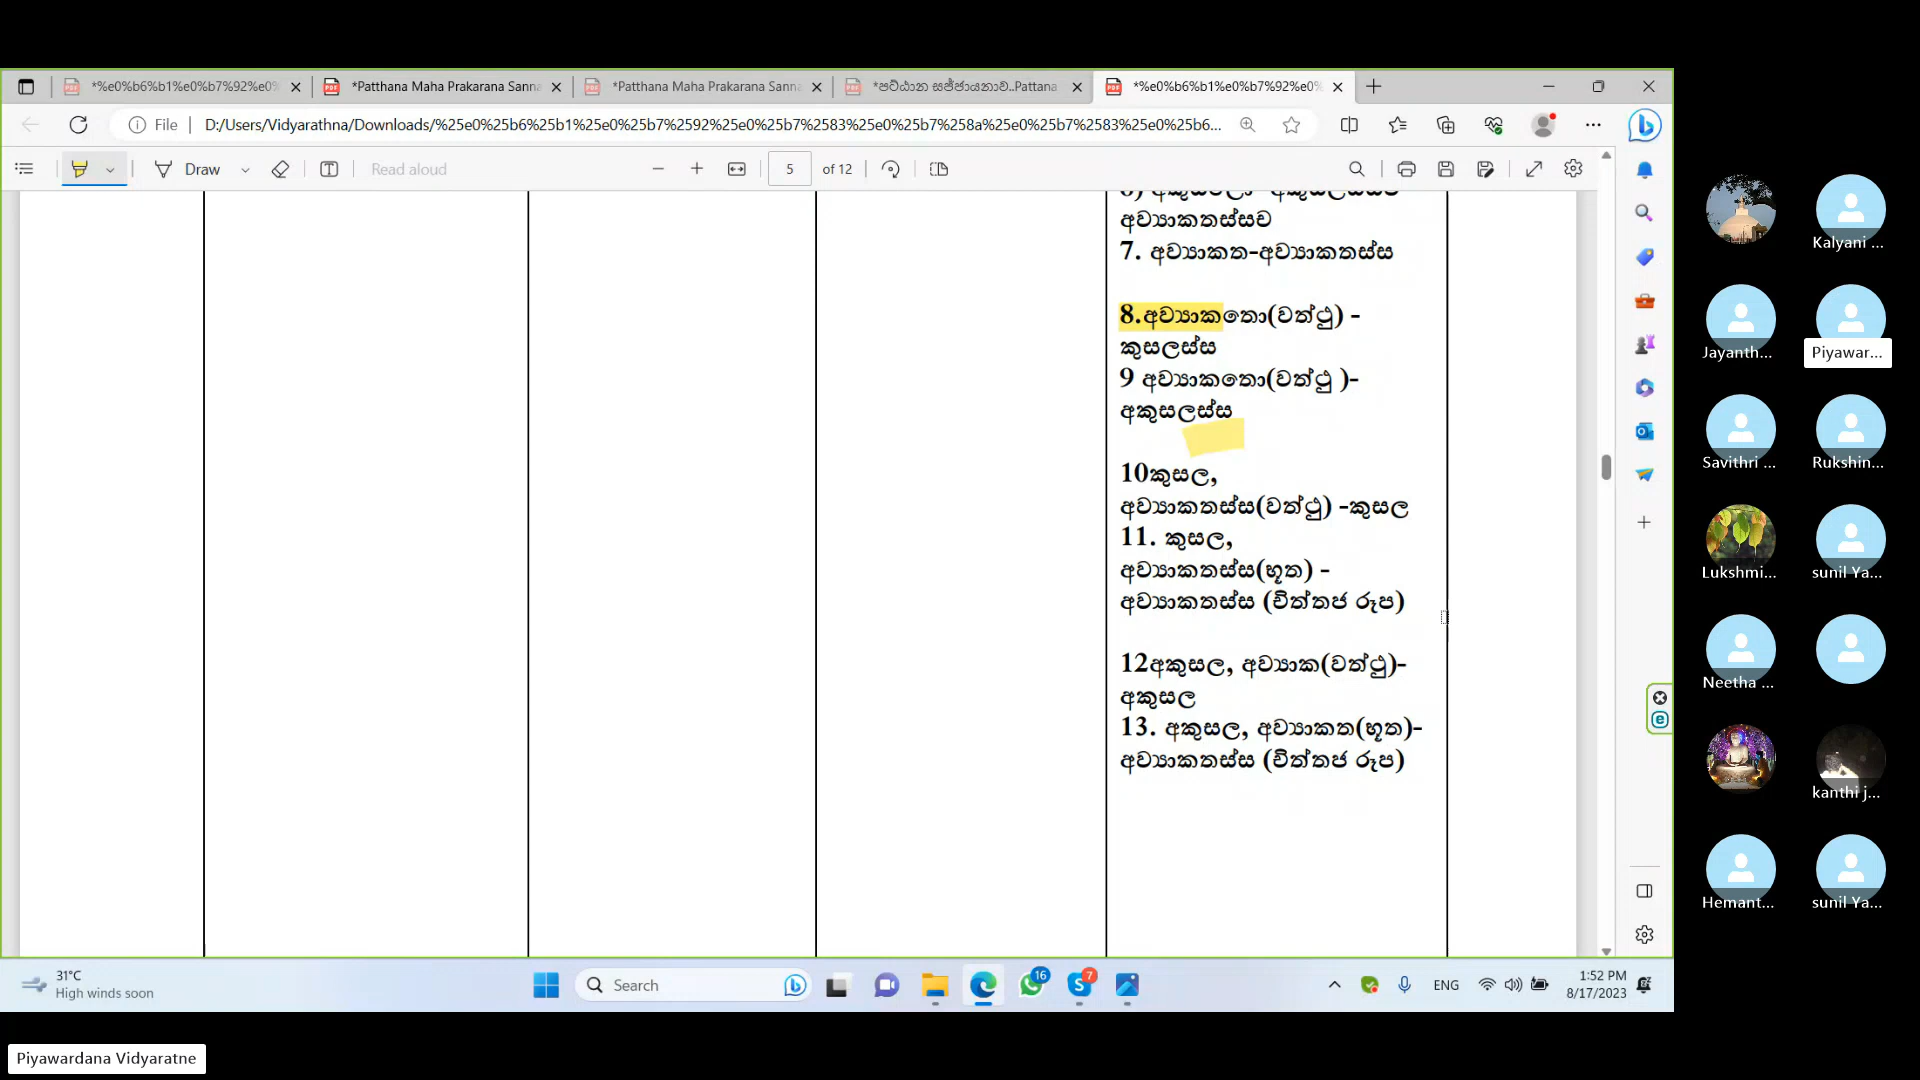 *%e0%b6%b1%e0%b7%92%e0%
*Patthana Maha Prakarana Sanna
*Patthana Maha Prakarana Sanna
*පට්ඨාන සජ්ඣායනාව..Pattana
*%e0%b6%b1%e0%b7%92%e0%
File
D:/Users/Vidyarathna/Downloads/%25e0%25b6%25b1%25e0%25b7%2592%25e0%25b7%2583%25e0%25b7%258a%25e0%25b7%2583%25e0%25b6...
Draw
Read aloud
5
of 12
අව්‍යාකතස්සච
7. අව්‍යාකත-අව්‍යාකතස්ස
8.අව්‍යාකතො(වත්ථු) -
කුසලස්ස
9 අව්‍යාකතො(වත්ථු )-
අකුසලස්ස
10කුසල,
අව්‍යාකතස්ස(වත්ථු) -කුසල
11. කුසල,
අව්‍යාකතස්ස(භූත) -
අව්‍යාකතස්ස (චිත්තජ රූප)
12අකුසල, අව්‍යාක(වත්ථු)-
අකුසල
13. අකුසල, අව්‍යාකත(භූත)-
අව්‍යාකතස්ස (චිත්තජ රූප)
Kalyani ...
Jayanth...
Piyawar...
Savithri ...
Rukshin...
Lukshmi...
sunil Ya...
Neetha ...
kanthi j...
Hemant...
sunil Ya...
31°C
High winds soon
Search
16
7
ENG
1:52 PM
8/17/2023
Piyawardana Vidyaratne